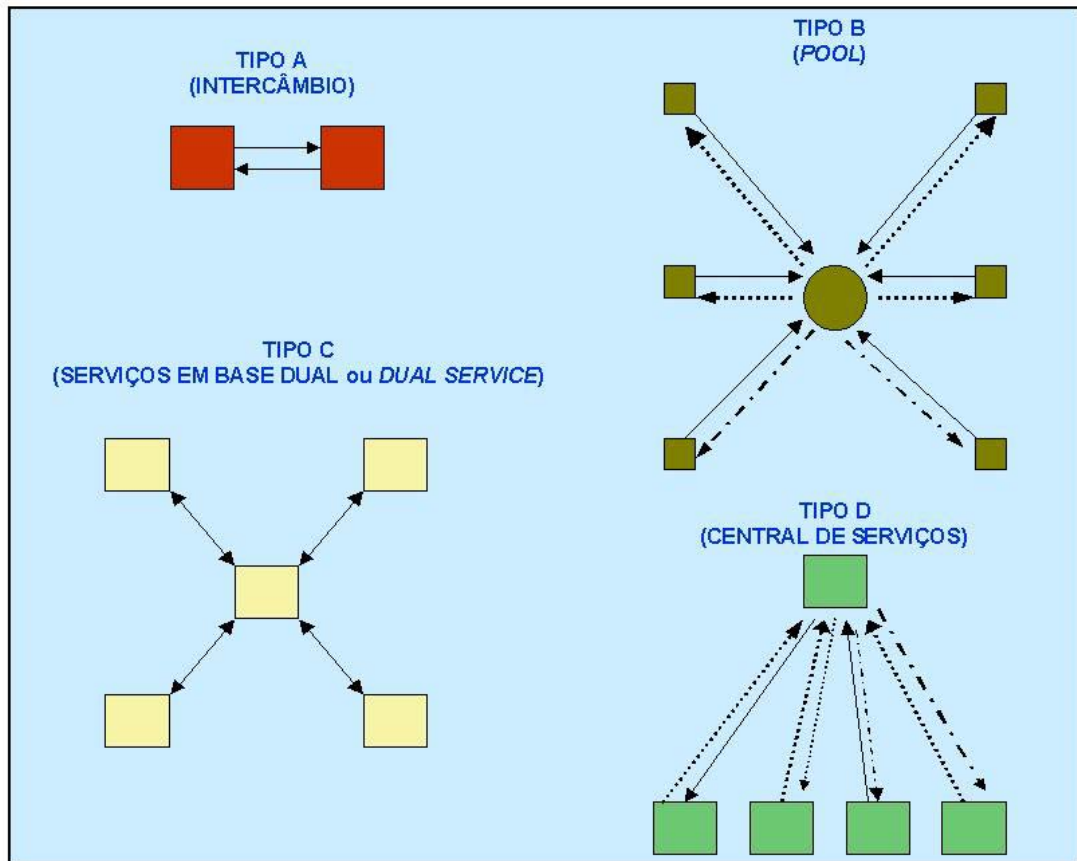 TIPO A
(INTERCÂMBIO)
TIPO B
(POOL)
TIPO C
(SERVIÇOS EM BASE DUAL ou DUAL SERVICE)
TIPO D
(CENTRAL DE SERVIÇOS)